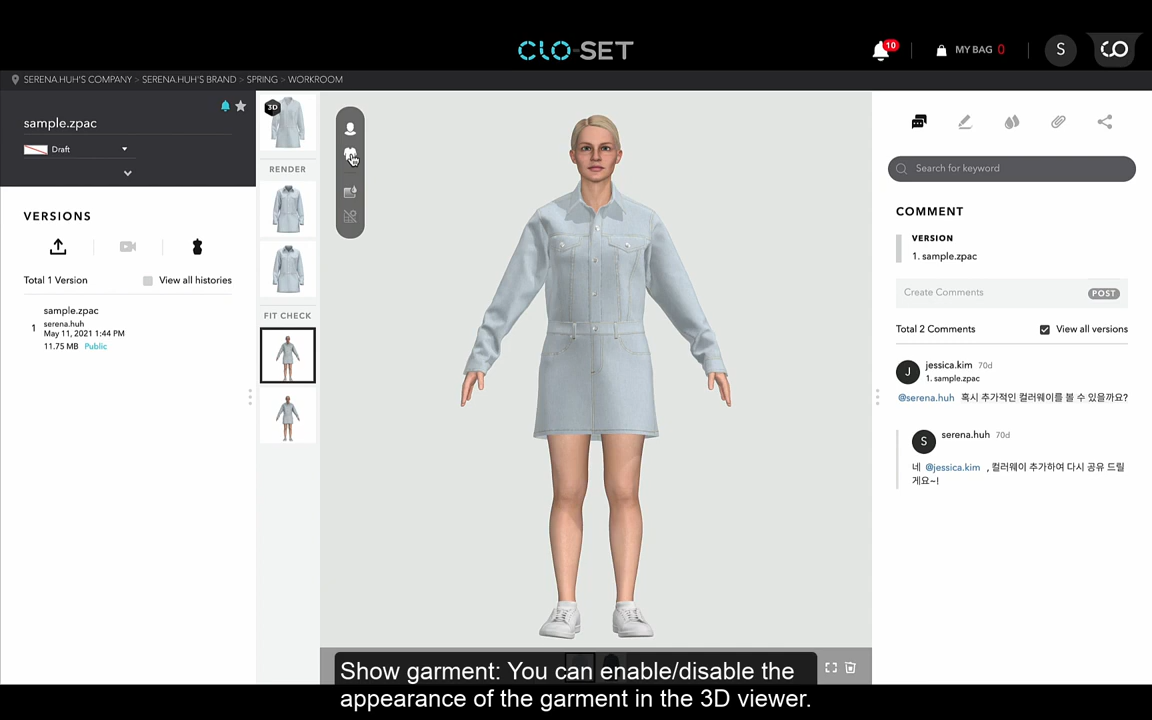 CLO-SET
10
MY BAG 0
S
SERENA.HUH'S COMPANY > SERENA.HUH'S BRAND > SPRING > WORKROOM
sample.zpac
Draft
VERSIONS
Total 1 Version
View all histories
1
sample.zpac
serena.huh
May 11, 2021 1:44 PM
11.75 MB Public
3D
RENDER
FIT CHECK
Search for keyword
COMMENT
VERSION
1. sample.zpac
Create Comments
POST
Total 2 Comments
View all versions
J
jessica.kim 70d
1. sample.zpac
@serena.huh 혹시 추가적인 컬러웨이를 볼 수 있을까요?
S
serena.huh 70d
네 @jessica.kim , 컬러웨이 추가하여 다시 공유 드릴
게요~!
Show garment: You can enable/disable the
appearance of the garment in the 3D viewer.